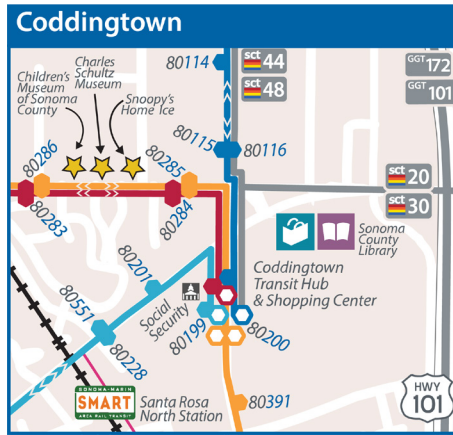 Coddingtown
Charles
Schultz
Museum
Children's
Museum
of Sonoma
County
Snoopy's
Home Ice
80114
sct 44
sct 48
GGT
172
GGT
101
80115
80116
80286
80285
80283
80284
sct 20
sct 30
Sonoma
County
Library
Coddingtown
Transit Hub
& Shopping Center
80201
Social
Security
80551
80199
80200
80228
SONOMA-MARIN
SMART
AREA RAIL TRANSIT
Santa Rosa
North Station
80391
HWY
101